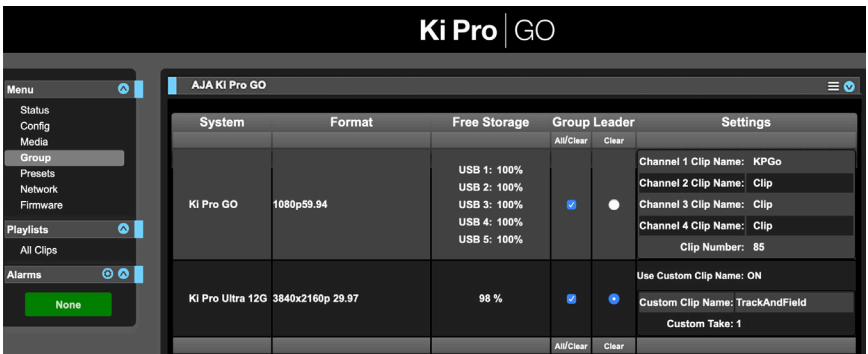 Ki Pro GO
Menu
Status
Config
Media
Group
Presets
Network
Firmware
Playlists
All Clips
Alarms
None
AJA Ki Pro GO
System Format Free Storage Group Leader Settings
All/Clear Clear
Ki Pro GO 1080p59.94
USB 1: 100%
USB 2: 100%
USB 3: 100%
USB 4: 100%
USB 5: 100%
Channel 1 Clip Name: KPGo
Channel 2 Clip Name: Clip
Channel 3 Clip Name: Clip
Channel 4 Clip Name: Clip
Clip Number: 85
Ki Pro Ultra 12G 3840x2160p 29.97 98 %
Use Custom Clip Name: ON
Custom Clip Name: TrackAndField
Custom Take: 1
All/Clear Clear